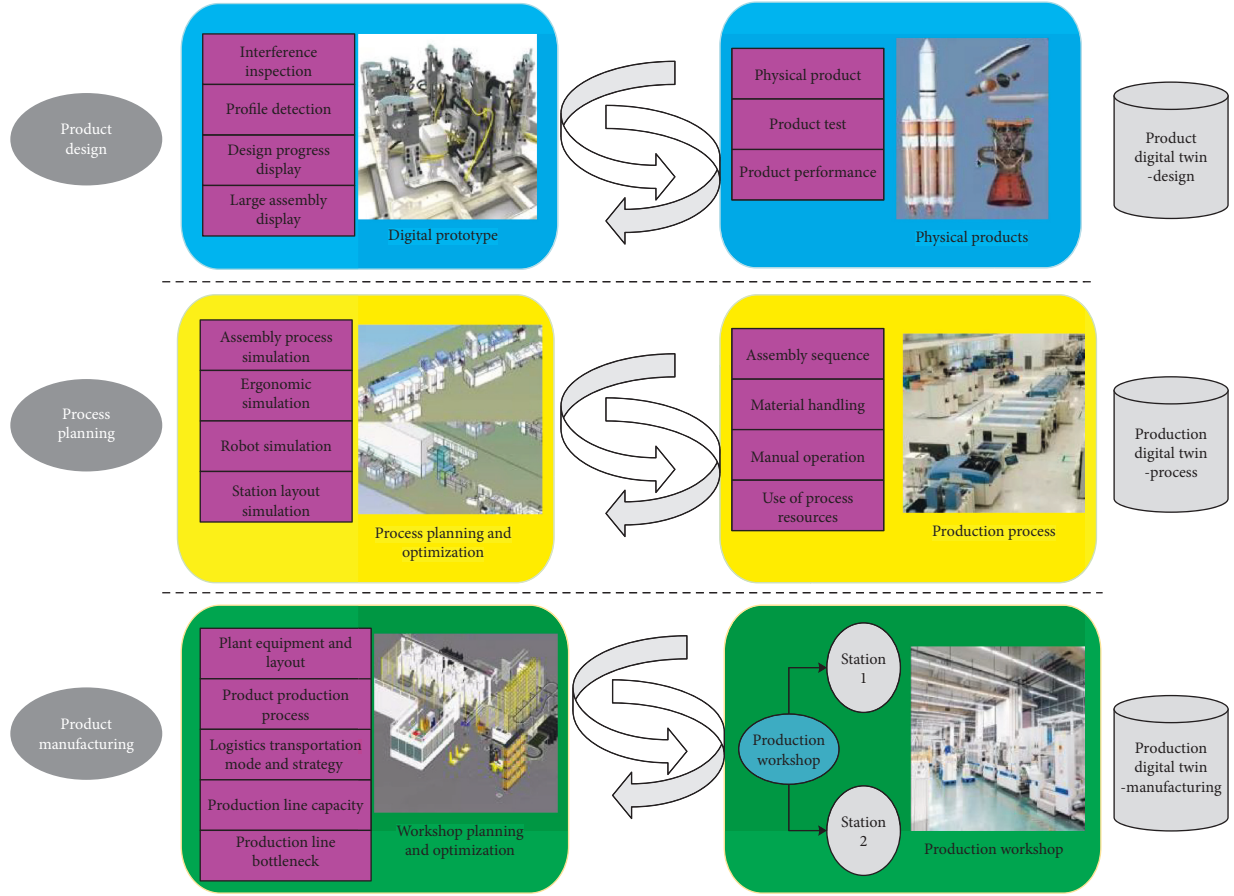 Product
design
Interference
inspection
Profile detection
Design progress
display
Large assembly
display
Digital prototype
Physical product
Product test
Product performance
Physical products
Product
digital twin
-design
Process
planning
Assembly process
simulation
Ergonomic
simulation
Robot simulation
Station layout
simulation
Process planning and
optimization
Assembly sequence
Material handling
Manual operation
Use of process
resources
Production process
Production
digital twin
-process
Product
manufacturing
Plant equipment and
layout
Product production
process
Logistics transportation
mode and strategy
Production line capacity
Production line
bottleneck
Workshop planning
and optimization
Production
workshop
Station
1
Station
2
Production workshop
Production
digital twin
-manufacturing